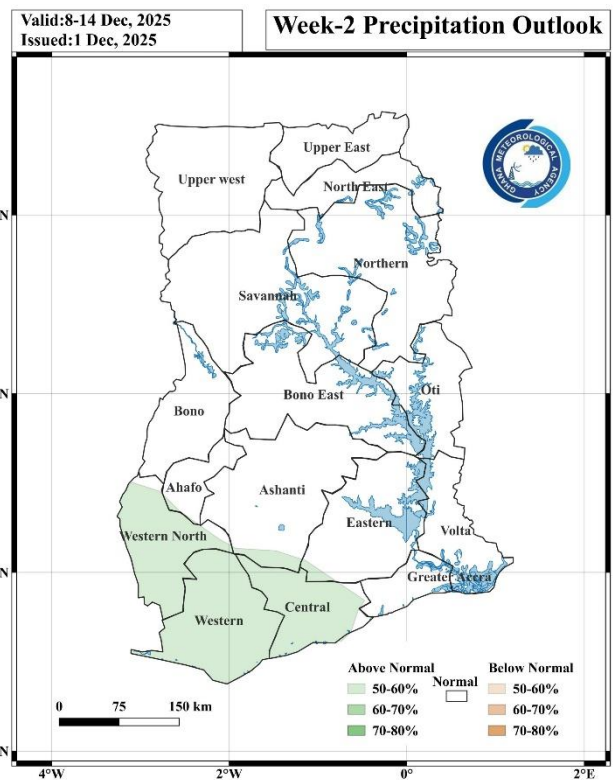 Valid:8-14 Dec, 2025
Issued:1 Dec, 2025
Week-2 Precipitation Outlook
GHANA METEOROLOGICAL AGENCY
Upper East
Upper west
North East
N
Northern
Savannah
N
Bono East
Oti
Bono
Ahafo
Ashanti
Eastern
Western North
Volta
N
Greater Accra
Central
Western
Above Normal
Below Normal
Normal
50-60%
50-60%
60-70%
60-70%
70-80%
70-80%
0 75 150 km
N
4°W 2°W 0° 2°E